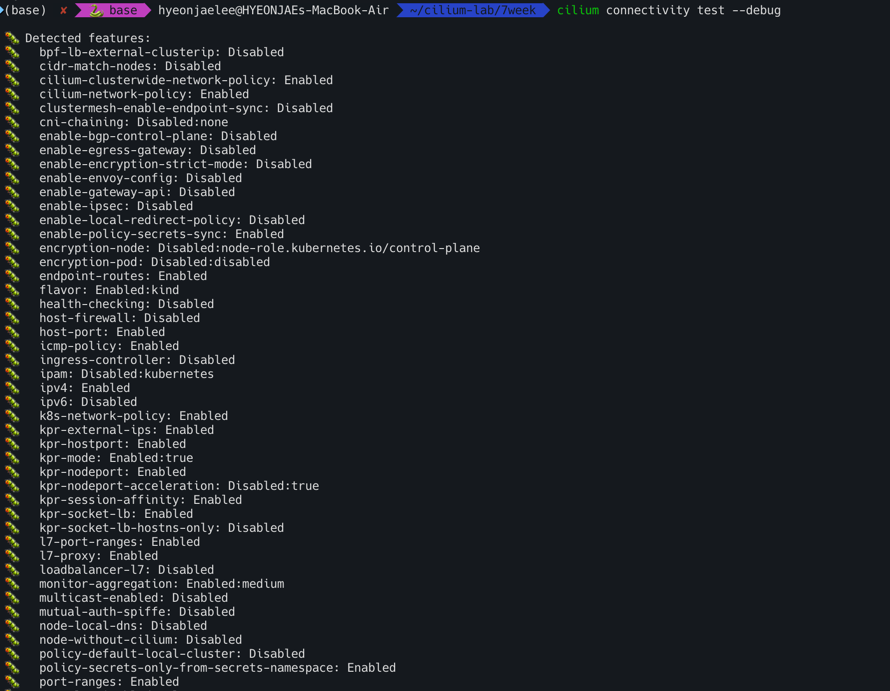 (base) ✘ base hyeonjaelee@HYEONJAEs-MacBook-Air ~/cilium-lab/7week cilium connectivity test --debug
Detected features:
bpf-lb-external-clusterip: Disabled
cidr-match-nodes: Disabled
cilium-clusterwide-network-policy: Enabled
cilium-network-policy: Enabled
clustermesh-enable-endpoint-sync: Disabled
cni-chaining: Disabled:none
enable-bgp-control-plane: Disabled
enable-egress-gateway: Disabled
enable-encryption-strict-mode: Disabled
enable-envoy-config: Disabled
enable-gateway-api: Disabled
enable-ipsec: Disabled
enable-local-redirect-policy: Disabled
enable-policy-secrets-sync: Enabled
encryption-node: Disabled:node-role.kubernetes.io/control-plane
encryption-pod: Disabled:disabled
endpoint-routes: Enabled
flavor: Enabled:kind
health-checking: Disabled
host-firewall: Disabled
host-port: Enabled
icmp-policy: Enabled
ingress-controller: Disabled
ipam: Disabled:kubernetes
ipv4: Enabled
ipv6: Disabled
k8s-network-policy: Enabled
kpr-external-ips: Enabled
kpr-hostport: Enabled
kpr-mode: Enabled:true
kpr-nodeport: Enabled
kpr-nodeport-acceleration: Disabled:true
kpr-session-affinity: Enabled
kpr-socket-lb: Enabled
kpr-socket-lb-hostns-only: Disabled
l7-port-ranges: Enabled
l7-proxy: Enabled
loadbalancer-l7: Disabled
monitor-aggregation: Enabled:medium
multicast-enabled: Disabled
mutual-auth-spiffe: Disabled
node-local-dns: Disabled
node-without-cilium: Disabled
policy-default-local-cluster: Disabled
policy-secrets-only-from-secrets-namespace: Enabled
port-ranges: Enabled